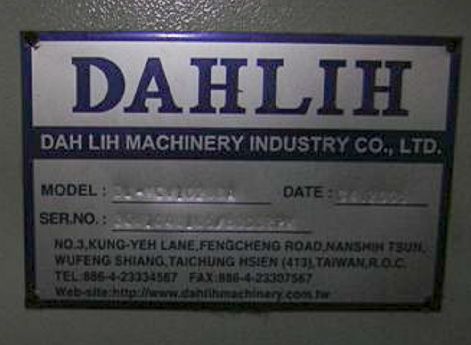 DAHLIH
DAH LIH MACHINERY INDUSTRY CO., LTD.
MODEL : DATE :
SER.NO. :
NO.3,KUNG-YEH LANE,FENGCHENG ROAD,NANSHIH TSUN,
WUFENG SHIANG,TAICHUNG HSIEN (413),TAIWAN,R.O.C.
TEL:886-4-23334567 FAX:886-4-23307567
Web-site:http://www.dahlihmachinery.com.tw